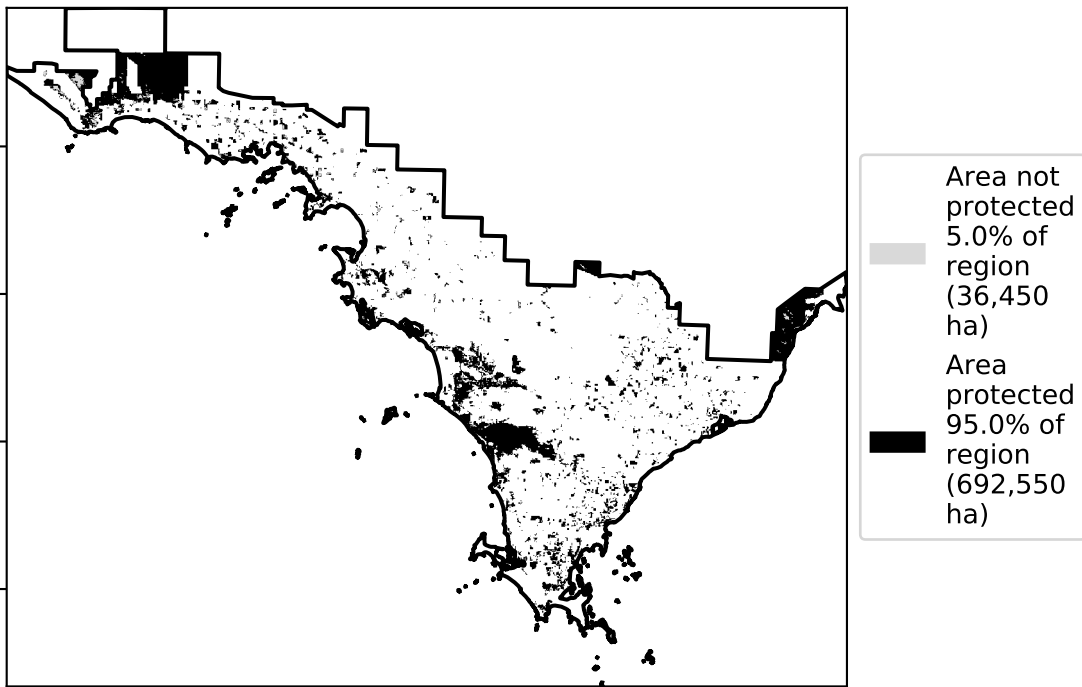 Area not
protected
5.0% of
region
(36,450
ha)
Area
protected
95.0% of
region
(692,550
ha)